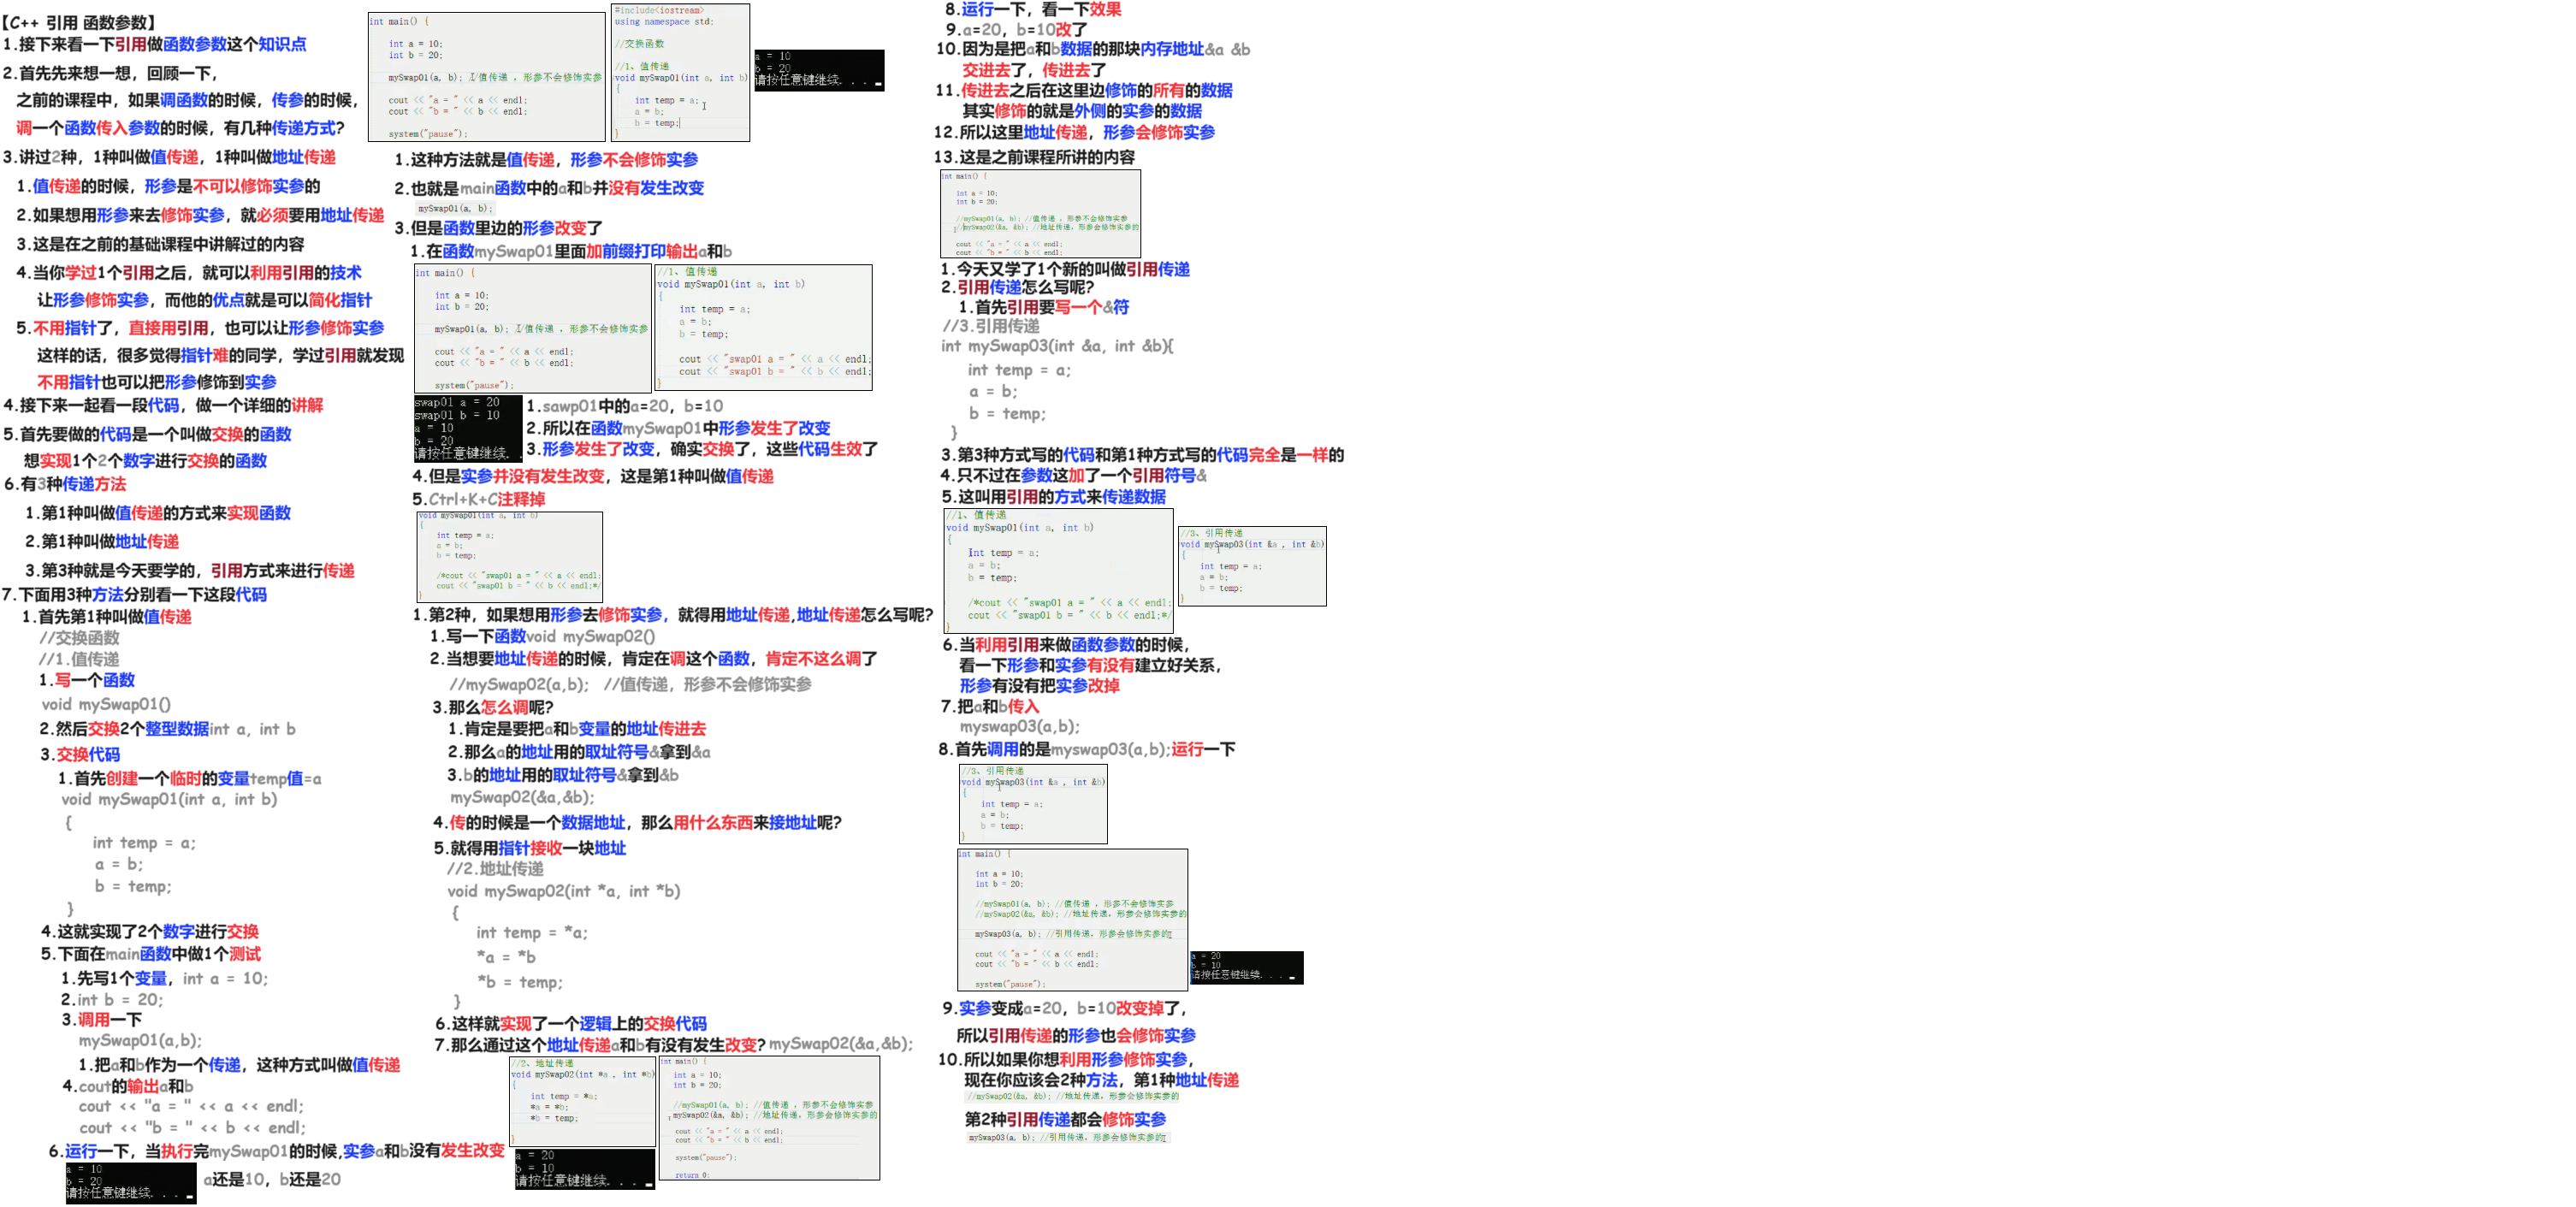 【C++ 引用 函数参数】
1.接下来看一下引用做函数参数这个知识点
2.首先先来想一想，回顾一下，
之前的课程中，如果调函数的时候，传参的时候，
调一个函数传入参数的时候，有几种传递方式?
3.讲过2种，1种叫做值传递，1种叫做地址传递
1.值传递的时候，形参是不可以修饰实参的
2.如果想用形参来去修饰实参，就必须要用地址传递
3.这是在之前的基础课程中讲解过的内容
4.当你学过1个引用之后，就可以利用引用的技术
让形参修饰实参，而他的优点就是可以简化指针
5.不用指针了，直接用引用，也可以让形参修饰实参
这样的话，很多觉得指针难的同学，学过引用就发现
不用指针也可以把形参修饰到实参
4.接下来一起看一段代码，做一个详细的讲解
5.首先要做的代码是一个叫做交换的函数
想实现1个2个数字进行交换的函数
6.有3种传递方法
1.第1种叫做值传递的方式来实现函数
2.第1种叫做地址传递
3.第3种就是今天要学的，引用方式来进行传递
7.下面用3种方法分别看一下这段代码
1.首先第1种叫做值传递
//交换函数
//1.值传递
1.写一个函数
void mySwap01()
2.然后交换2个整型数据int a, int b
3.交换代码
1.首先创建一个临时的变量temp值=a
void mySwap01(int a, int b)
{
int temp = a;
a = b;
b = temp;
}
4.这就实现了2个数字进行交换
5.下面在main函数中做1个测试
1.先写1个变量，int a = 10;
2.int b = 20;
3.调用一下
mySwap01(a,b);
1.把a和b作为一个传递，这种方式叫做值传递
4.cout的输出a和b
cout << "a = " << a << endl;
cout << "b = " << b << endl;
6.运行一下，当执行完mySwap01的时候,实参a和b没有发生改变
a = 10
b = 20
请按任意键继续. . .
a还是10，b还是20
int main() {
int a = 10;
int b = 20;
mySwap01(a, b); //值传递 ，形参不会修饰实参
cout << "a = " << a << endl;
cout << "b = " << b << endl;
system("pause");
#include<iostream>
using namespace std;
//交换函数
//1、值传递
void mySwap01(int a, int b)
{
int temp = a;
a = b;
b = temp;
}
a = 10
b = 20
请按任意键继续. . .
1.这种方法就是值传递，形参不会修饰实参
2.也就是main函数中的a和b并没有发生改变
mySwap01(a, b);
3.但是函数里边的形参改变了
1.在函数mySwap01里面加前缀打印输出a和b
int main() {
int a = 10;
int b = 20;
mySwap01(a, b); //值传递 ，形参不会修饰实参
cout << "a = " << a << endl;
cout << "b = " << b << endl;
system("pause");
//1、值传递
void mySwap01(int a, int b)
{
int temp = a;
a = b;
b = temp;
cout << "swap01 a = " << a << endl;
cout << "swap01 b = " << b << endl;
}
swap01 a = 20
swap01 b = 10
a = 10
b = 20
请按任意键继续. .
1.sawp01中的a=20，b=10
2.所以在函数mySwap01中形参发生了改变
3.形参发生了改变，确实交换了，这些代码生效了
4.但是实参并没有发生改变，这是第1种叫做值传递
5.Ctrl+K+C注释掉
void mySwap01(int a, int b)
{
int temp = a;
a = b;
b = temp;
/*cout << "swap01 a = " << a << endl;
cout << "swap01 b = " << b << endl;*/
}
1.第2种，如果想用形参去修饰实参，就得用地址传递,地址传递怎么写呢?
1.写一下函数void mySwap02()
2.当想要地址传递的时候，肯定在调这个函数，肯定不这么调了
//mySwap02(a,b); //值传递，形参不会修饰实参
3.那么怎么调呢?
1.肯定是要把a和b变量的地址传进去
2.那么a的地址用的取址符号&拿到&a
3.b的地址用的取址符号&拿到&b
mySwap02(&a,&b);
4.传的时候是一个数据地址，那么用什么东西来接地址呢?
5.就得用指针接收一块地址
//2.地址传递
void mySwap02(int *a, int *b)
{
int temp = *a;
*a = *b
*b = temp;
}
6.这样就实现了一个逻辑上的交换代码
7.那么通过这个地址传递a和b有没有发生改变? mySwap02(&a,&b);
//2、地址传递
void mySwap02(int *a , int *b)
{
int temp = *a;
*a = *b;
*b = temp;
}
a = 20
b = 10
请按任意键继续. . .
int main() {
int a = 10;
int b = 20;
//mySwap01(a, b); //值传递 ，形参不会修饰实参
mySwap02(&a, &b); //地址传递，形参会修饰实参的
cout << "a = " << a << endl;
cout << "b = " << b << endl;
system("pause");
return 0;
8.运行一下，看一下效果
9.a=20，b=10改了
10.因为是把a和b数据的那块内存地址&a &b
交进去了，传进去了
11.传进去之后在这里边修饰的所有的数据
其实修饰的就是外侧的实参的数据
12.所以这里地址传递，形参会修饰实参
13.这是之前课程所讲的内容
int main() {
int a = 10;
int b = 20;
//mySwap01(a, b); //值传递 ，形参不会修饰实参
//mySwap02(&a, &b); //地址传递，形参会修饰实参的
cout << "a = " << a << endl;
cout << "b = " << b << endl;
1.今天又学了1个新的叫做引用传递
2.引用传递怎么写呢?
1.首先引用要写一个&符
//3.引用传递
int mySwap03(int &a, int &b){
int temp = a;
a = b;
b = temp;
}
3.第3种方式写的代码和第1种方式写的代码完全是一样的
4.只不过在参数这加了一个引用符号&
5.这叫用引用的方式来传递数据
//1、值传递
void mySwap01(int a, int b)
{
int temp = a;
a = b;
b = temp;
/*cout << "swap01 a = " << a << endl;
cout << "swap01 b = " << b << endl;*/
}
//3、引用传递
void mySwap03(int &a , int &b)
{
int temp = a;
a = b;
b = temp;
}
6.当利用引用来做函数参数的时候，
看一下形参和实参有没有建立好关系，
形参有没有把实参改掉
7.把a和b传入
myswap03(a,b);
8.首先调用的是myswap03(a,b);运行一下
//3、引用传递
void mySwap03(int &a , int &b)
{
int temp = a;
a = b;
b = temp;
}
int main() {
int a = 10;
int b = 20;
//mySwap01(a, b); //值传递 ，形参不会修饰实参
//mySwap02(&a, &b); //地址传递，形参会修饰实参的
mySwap03(a, b); //引用传递，形参会修饰实参的
cout << "a = " << a << endl;
cout << "b = " << b << endl;
system("pause");
a = 20
b = 10
请按任意键继续. . .
9.实参变成a=20，b=10改变掉了，
所以引用传递的形参也会修饰实参
10.所以如果你想利用形参修饰实参，
现在你应该会2种方法，第1种地址传递
//mySwap02(&a, &b); //地址传递，形参会修饰实参的
第2种引用传递都会修饰实参
mySwap03(a, b); //引用传递，形参会修饰实参的